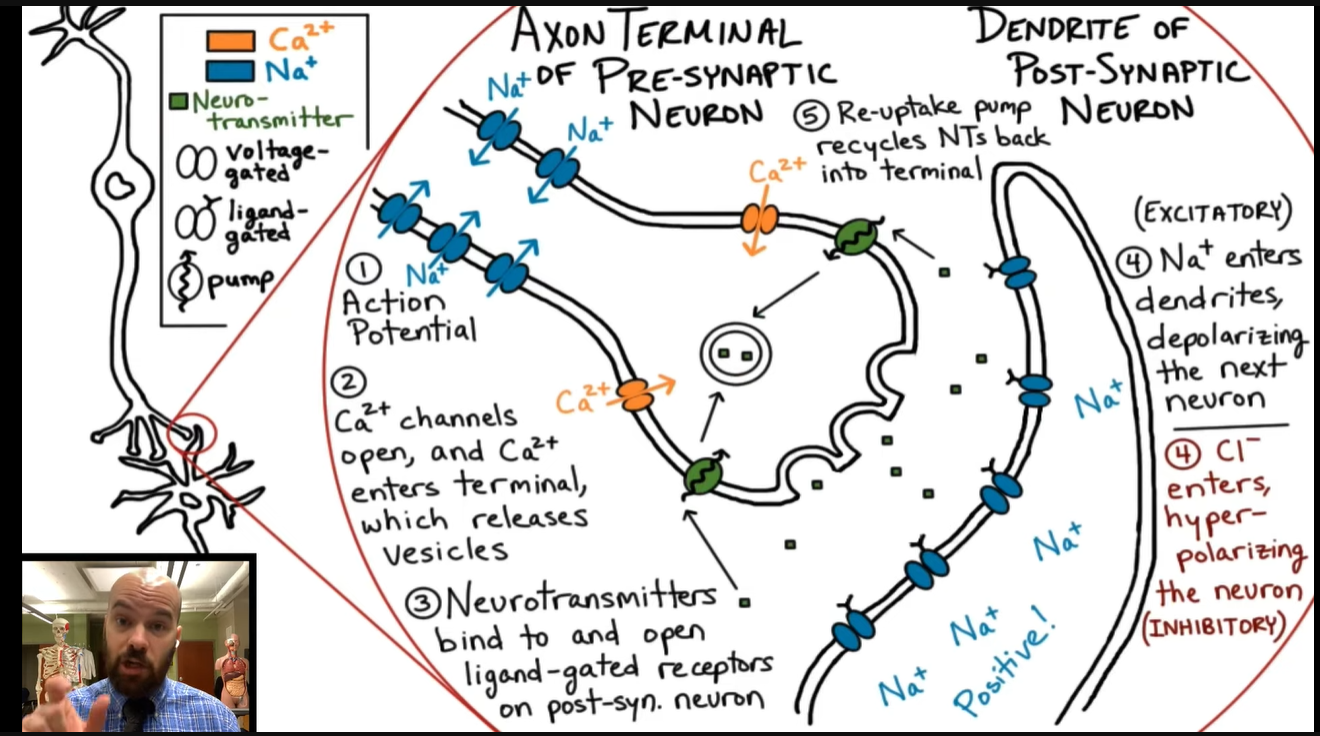 Ca²⁺
Na⁺
Neuro-
transmitter
voltage-
gated
ligand-
gated
pump
AXON TERMINAL
OF PRE-SYNAPTIC
NEURON
DENDRITE OF
POST-SYNAPTIC
NEURON
Na⁺
Na⁺
Ca²⁺
⑤ Re-uptake pump
recycles NTs back
into terminal
Na⁺
① 
Action
Potential
②
Ca²⁺ channels
open, and Ca²⁺
enters terminal,
which releases
vesicles
Ca²⁺
③ Neurotransmitters
bind to and open
ligand-gated receptors
on post-syn. neuron
(EXCITATORY)
④ Na⁺ enters
dendrites,
depolarizing
the next
neuron
④ Cl⁻
enters,
hyper-
polarizing
the neuron
(INHIBITORY)
Na⁺
Na⁺
Na⁺
Na⁺
Positive!